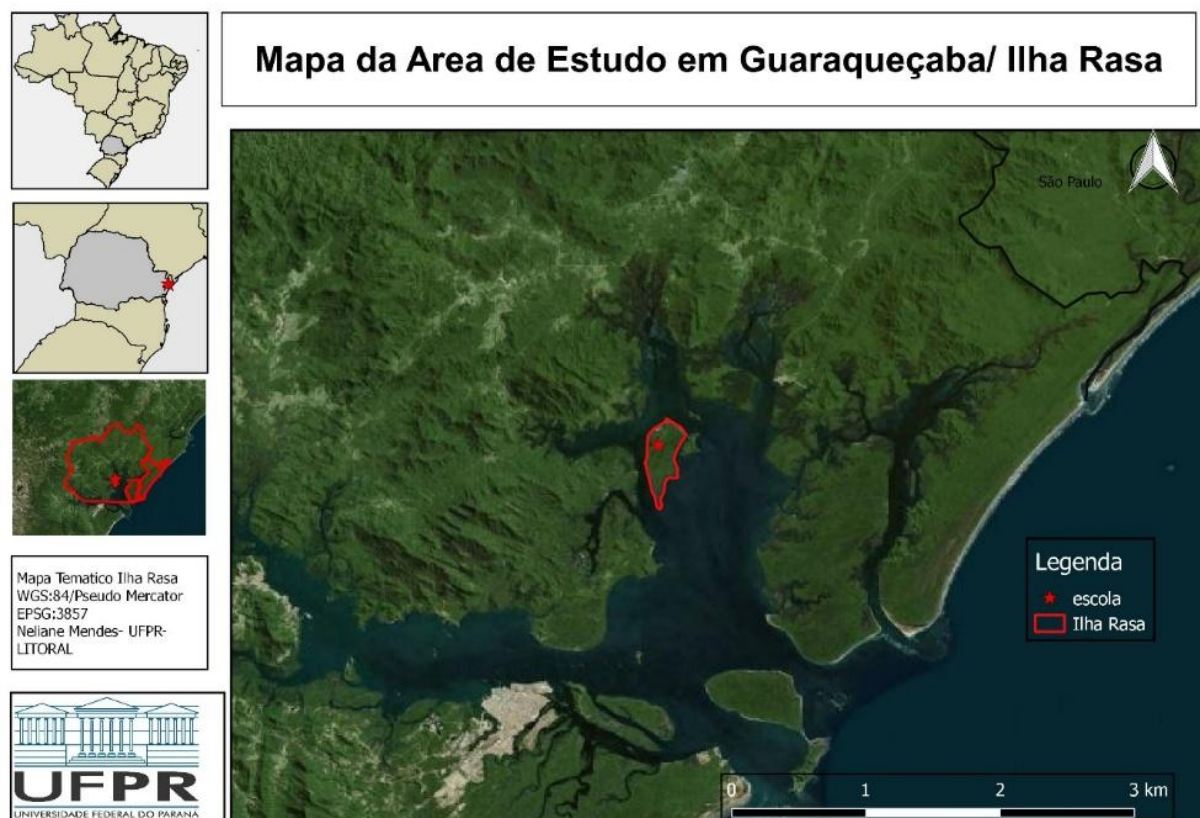 Mapa da Area de Estudo em Guaraqueçaba/ Ilha Rasa
São Paulo
Legenda
escola
Ilha Rasa
0 1 2 3 km
Mapa Tematico Ilha Rasa
WGS:84/Pseudo Mercator
EPSG:3857
Neliane Mendes- UFPR-
LITORAL
UFPR
UNIVERSIDADE FEDERAL DO PARANÁ